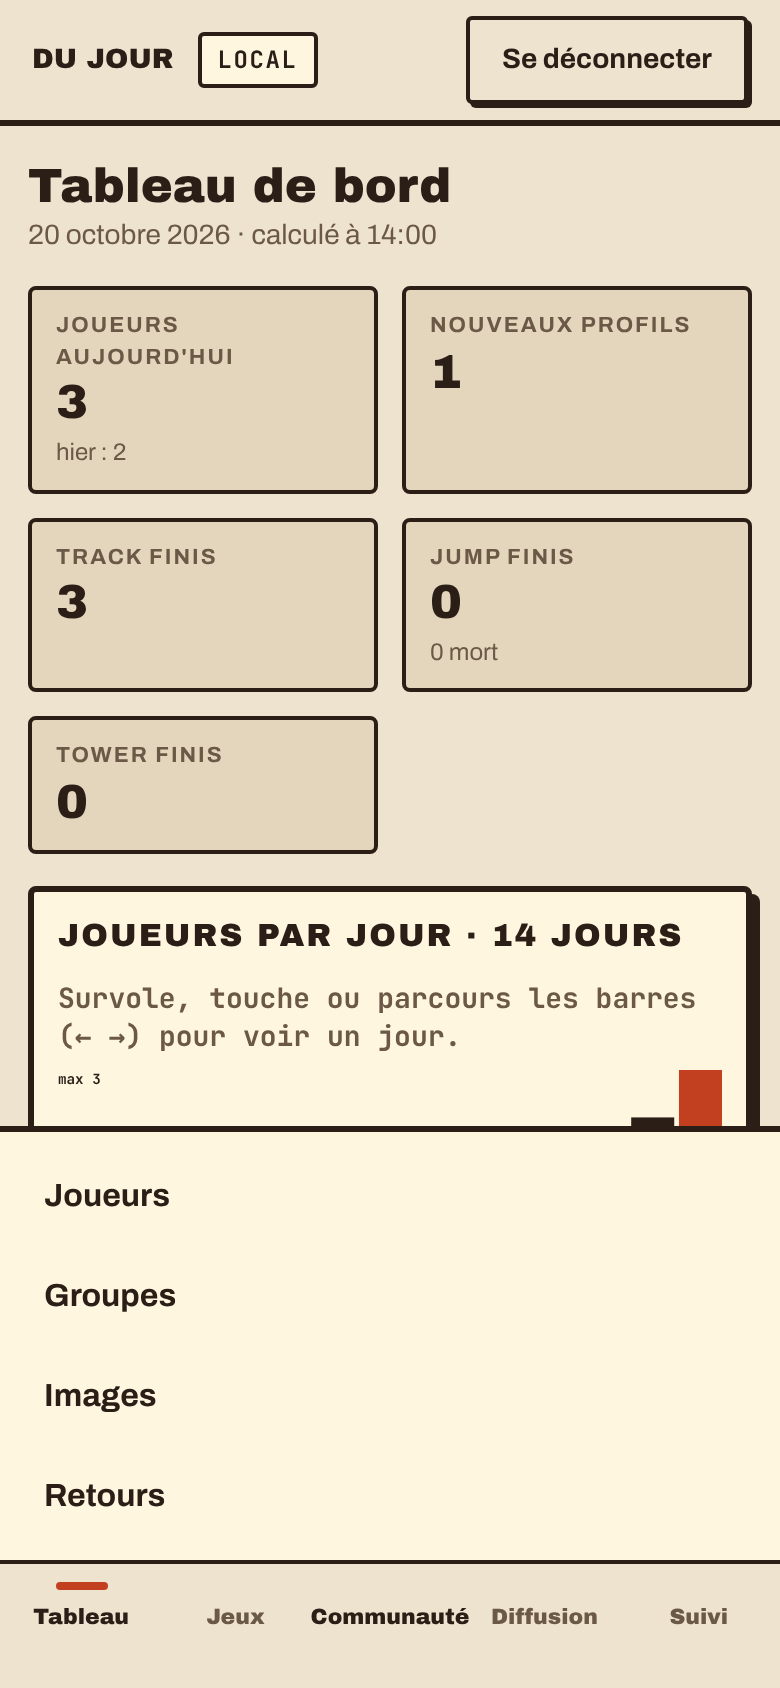 DU JOUR LOCAL Se déconnecter
Tableau de bord
20 octobre 2026 · calculé à 14:00
JOUEURS
AUJOURD'HUI
3
hier : 2
NOUVEAUX PROFILS
1
TRACK FINIS
3
JUMP FINIS
0
0 mort
TOWER FINIS
0
JOUEURS PAR JOUR · 14 JOURS
Survole, touche ou parcours les barres
(← →) pour voir un jour.
max 3
Joueurs
Groupes
Images
Retours
Tableau Jeux Communauté Diffusion Suivi